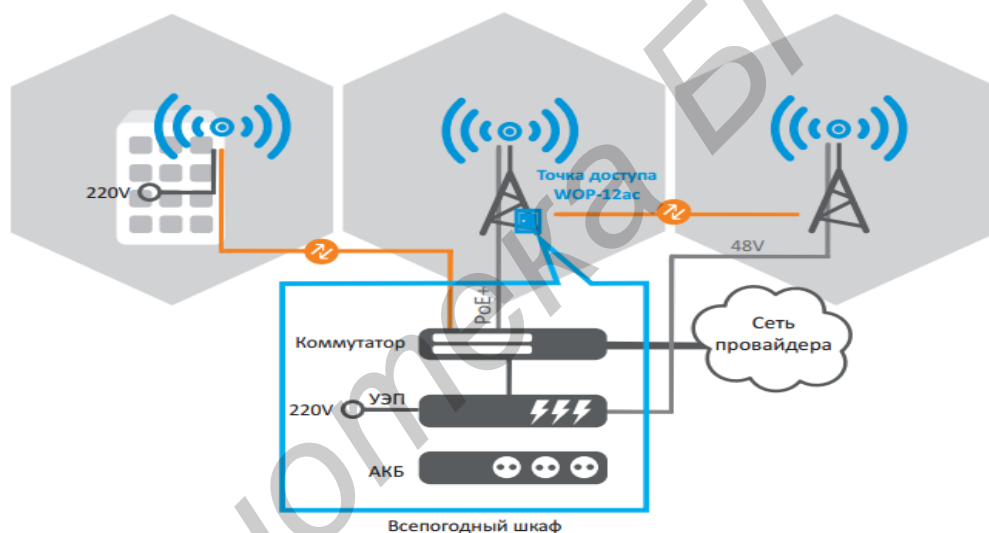 Точка доступа
WOP-12ac
220V
48V
PoE+
Сеть
провайдера
Коммутатор
УЭП
220V
АКБ
Всепогодный шкаф